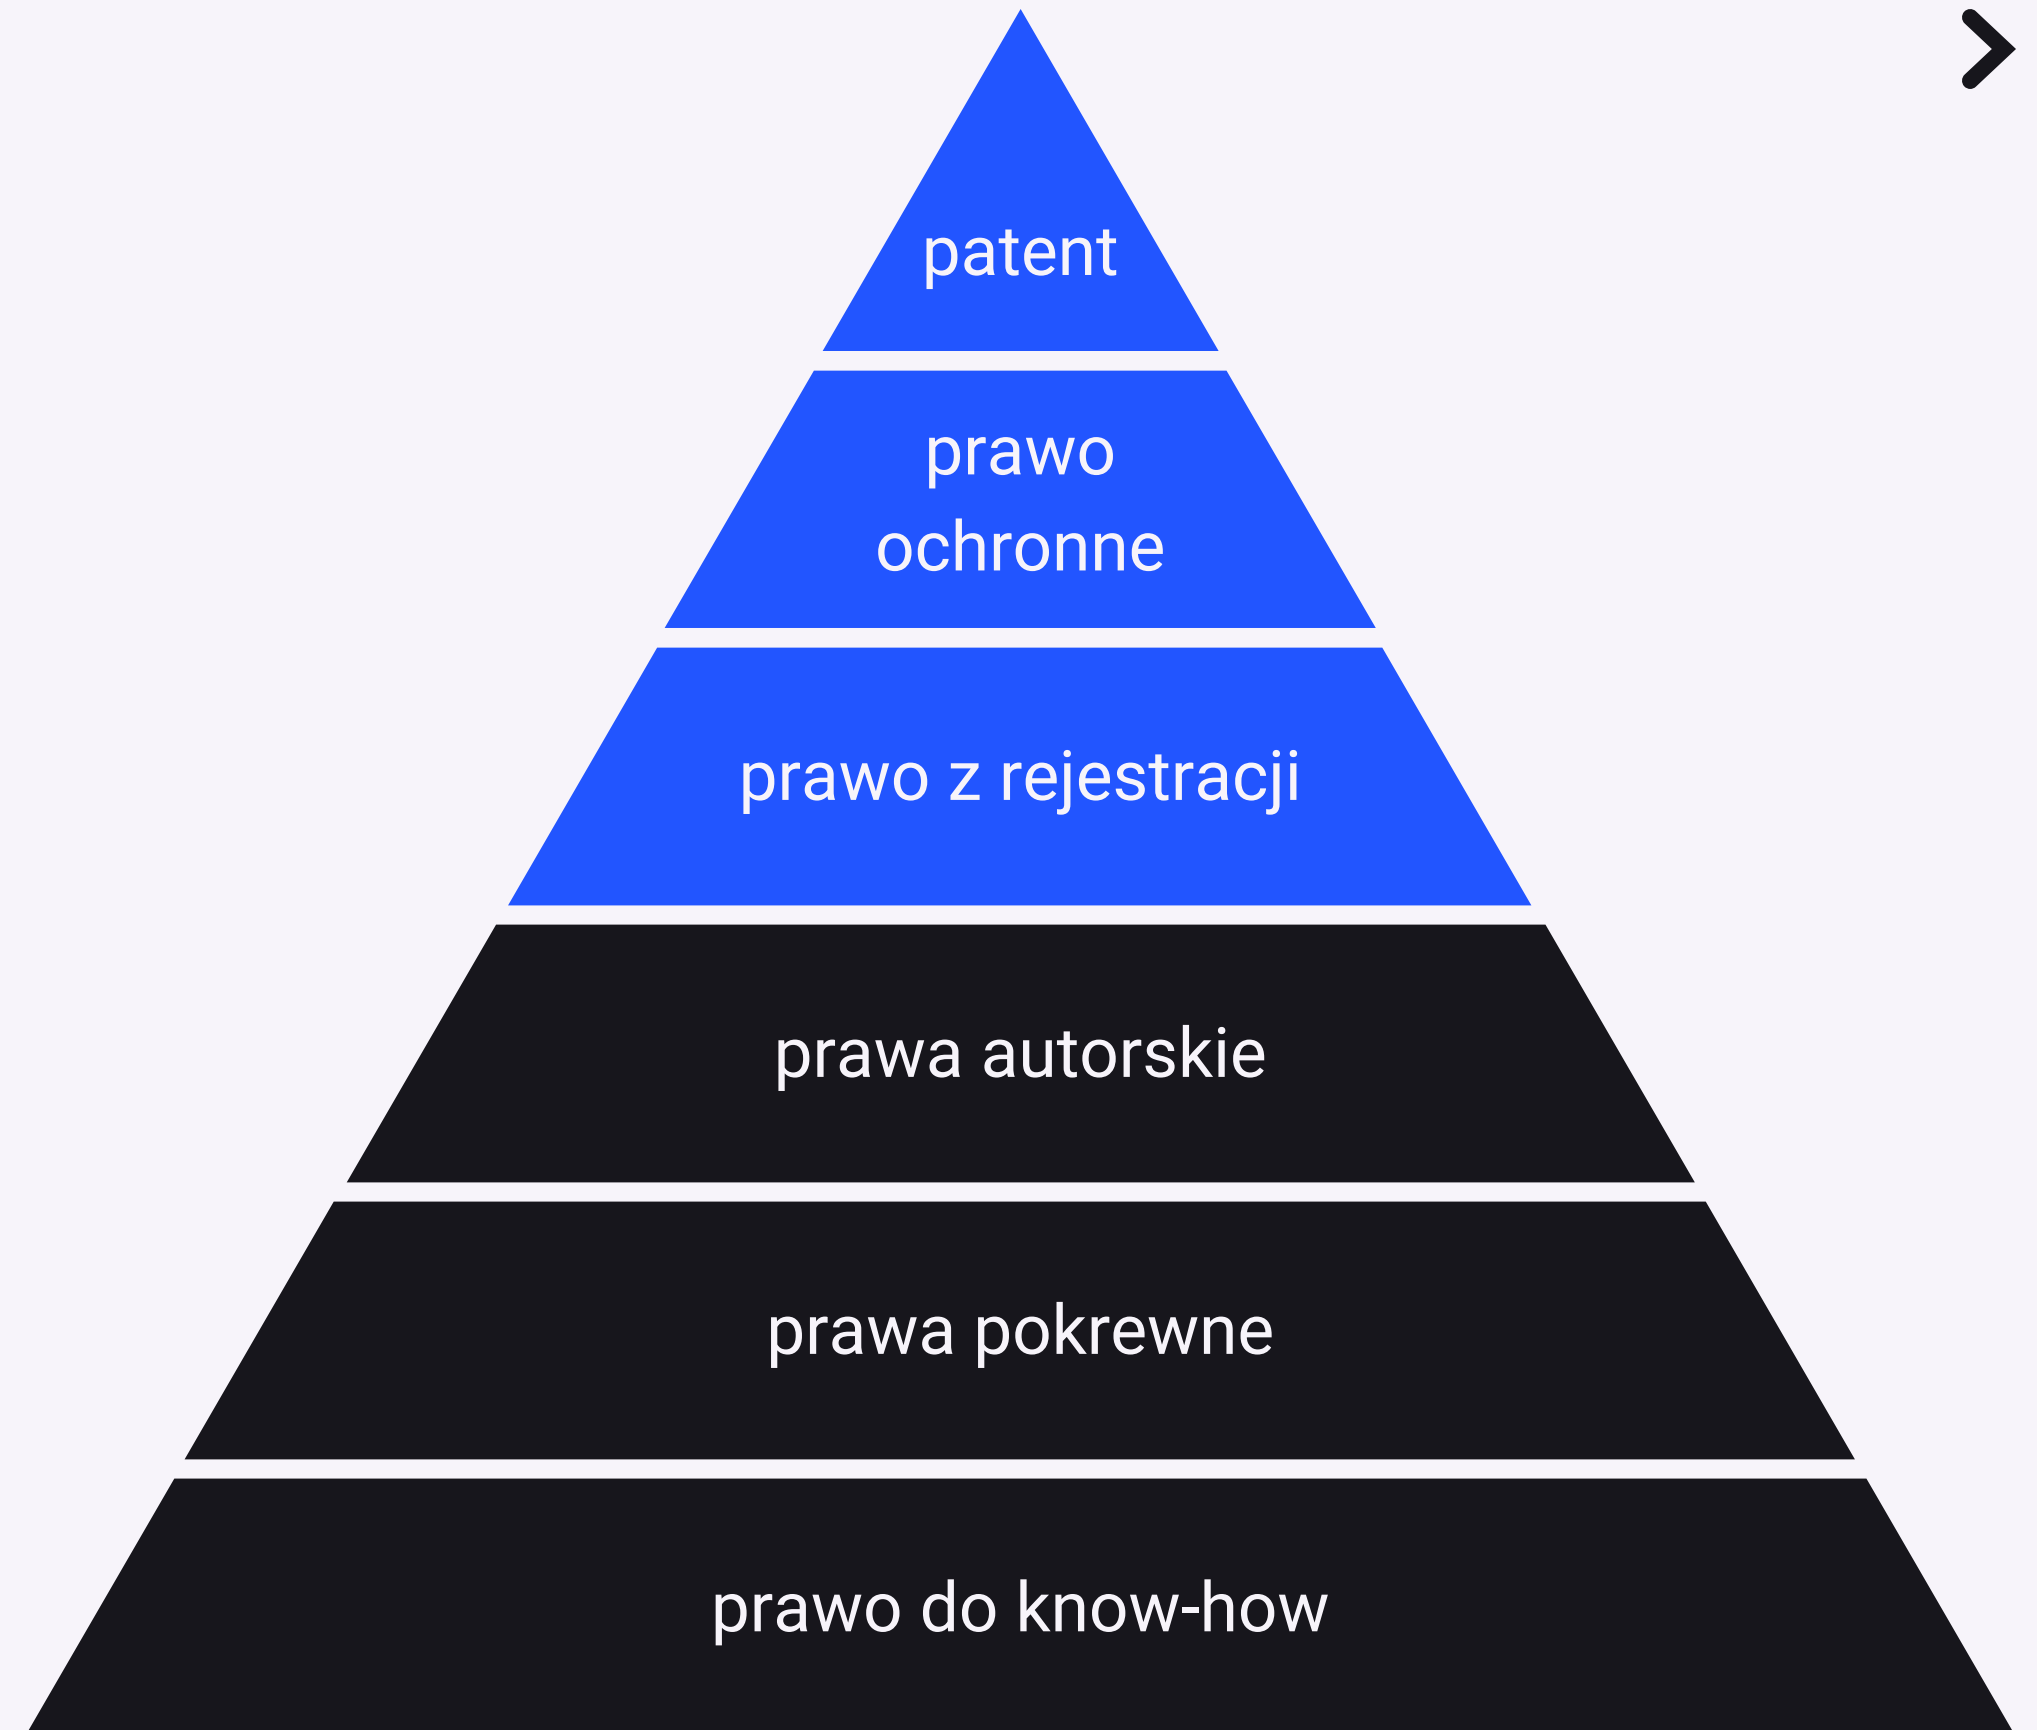 patent
prawo
ochronne
prawo z rejestracji
prawa autorskie
prawa pokrewne
prawo do know-how